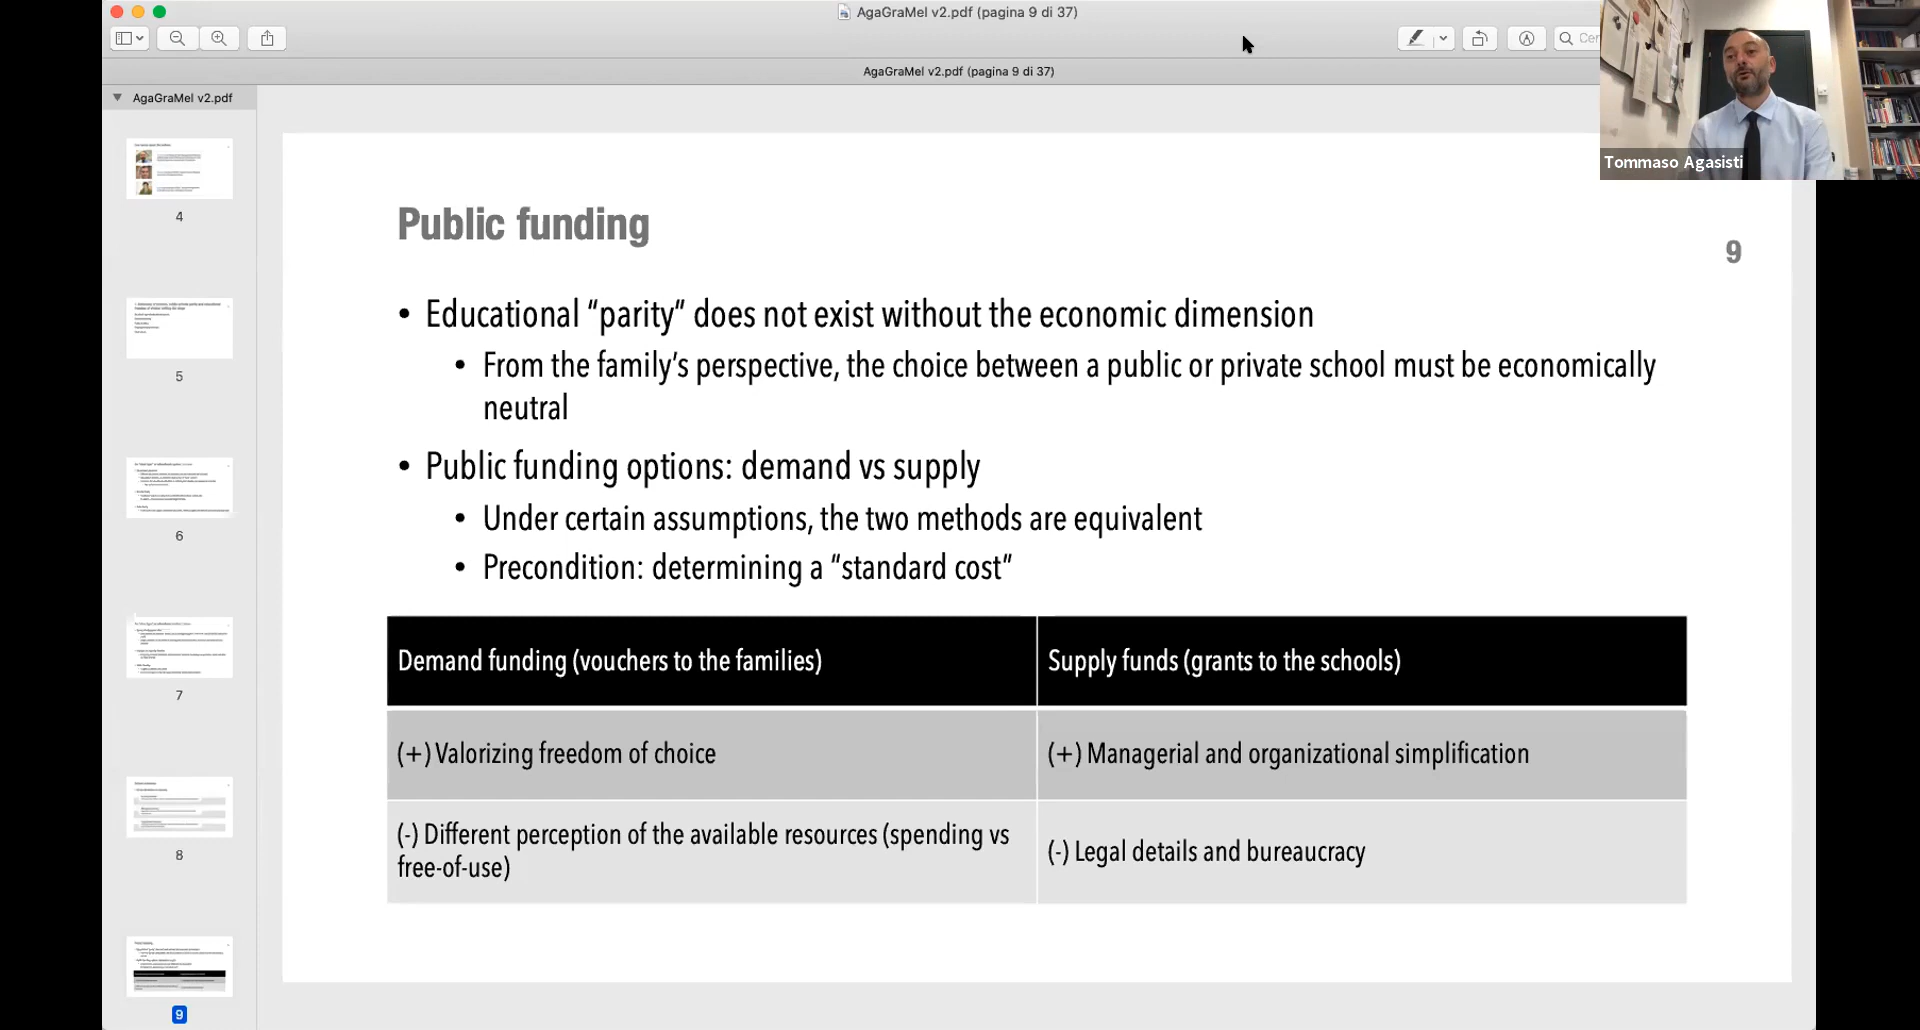 AgaGraMel v2.pdf (pagina 9 di 37)
Cer
AgaGraMel v2.pdf (pagina 9 di 37)
AgaGraMel v2.pdf
4
5
6
7
8
9
Tommaso Agasisti
Public funding
9
• Educational “parity” does not exist without the economic dimension
• From the family’s perspective, the choice between a public or private school must be economically
neutral
• Public funding options: demand vs supply
• Under certain assumptions, the two methods are equivalent
• Precondition: determining a “standard cost”
Demand funding (vouchers to the families)
Supply funds (grants to the schools)
(+) Valorizing freedom of choice
(+) Managerial and organizational simplification
(-) Different perception of the available resources (spending vs
free-of-use)
(-) Legal details and bureaucracy